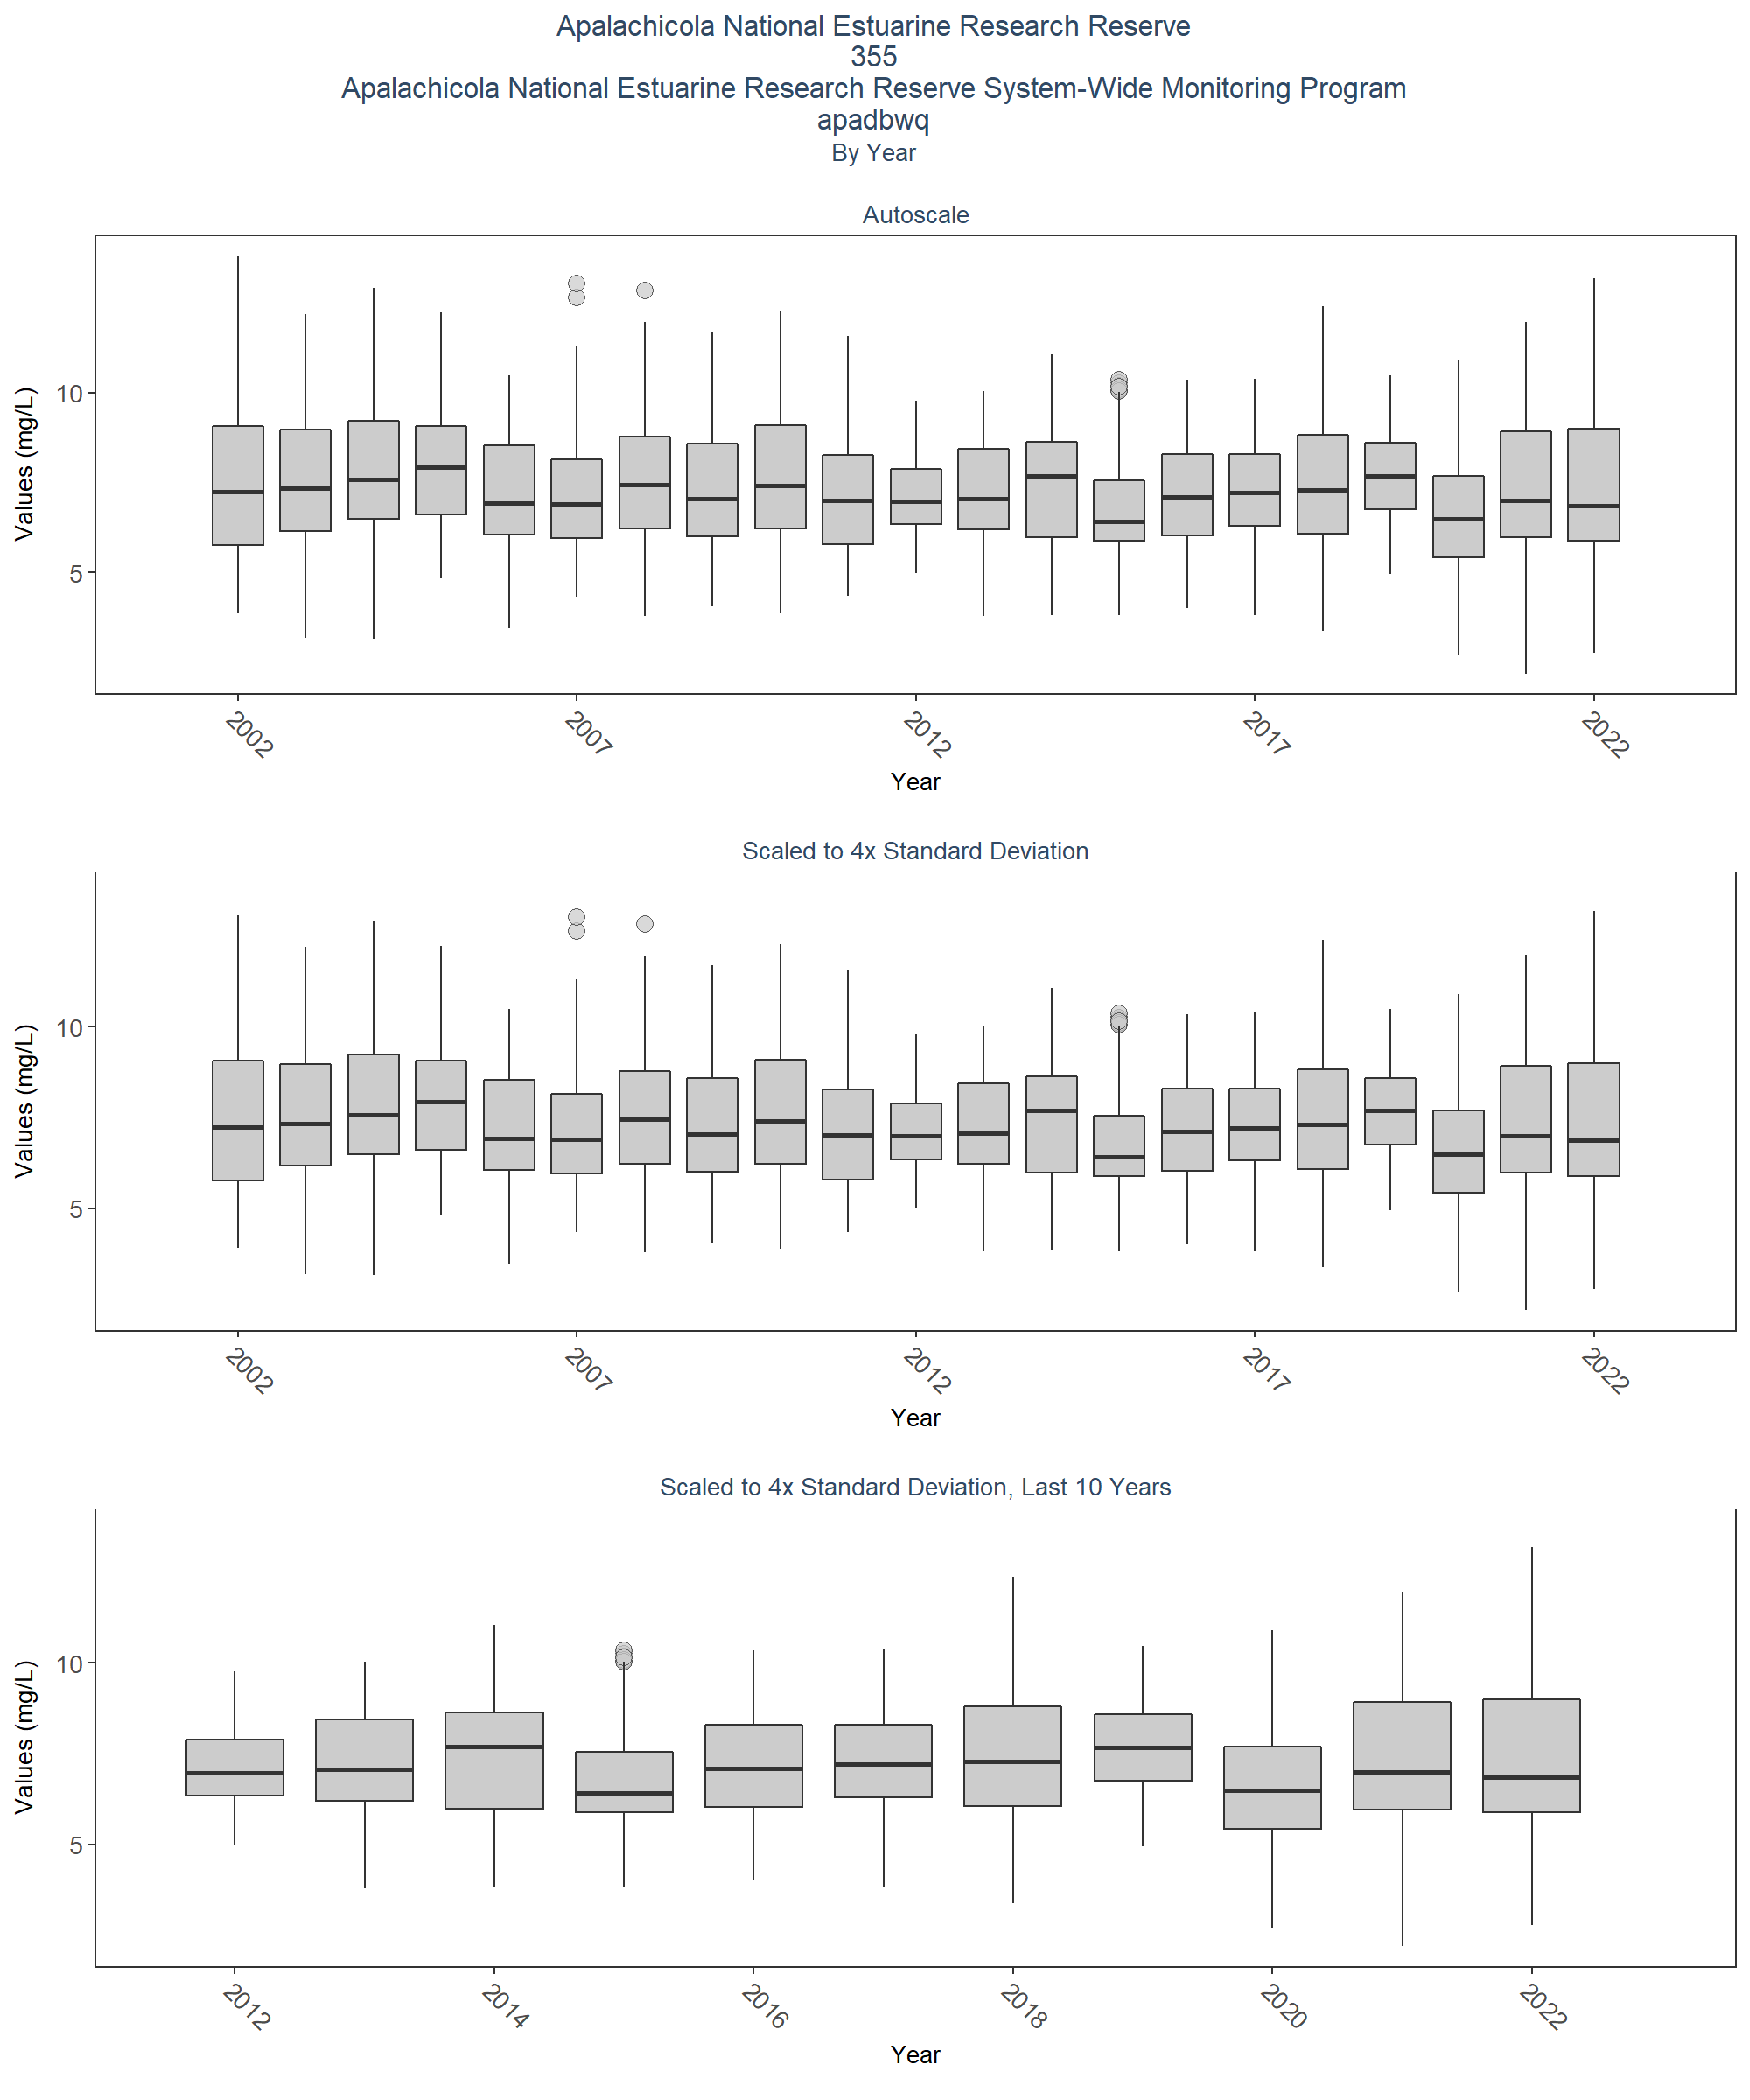 Apalachicola National Estuarine Research Reserve
355
Apalachicola National Estuarine Research Reserve System-Wide Monitoring Program
apadbwq
By Year
Autoscale
Values (mg/L)
10
5
2002
2007
2012
2017
2022
Year
Scaled to 4x Standard Deviation
Values (mg/L)
10
5
2002
2007
2012
2017
2022
Year
Scaled to 4x Standard Deviation, Last 10 Years
Values (mg/L)
10
5
2012
2014
2016
2018
2020
2022
Year